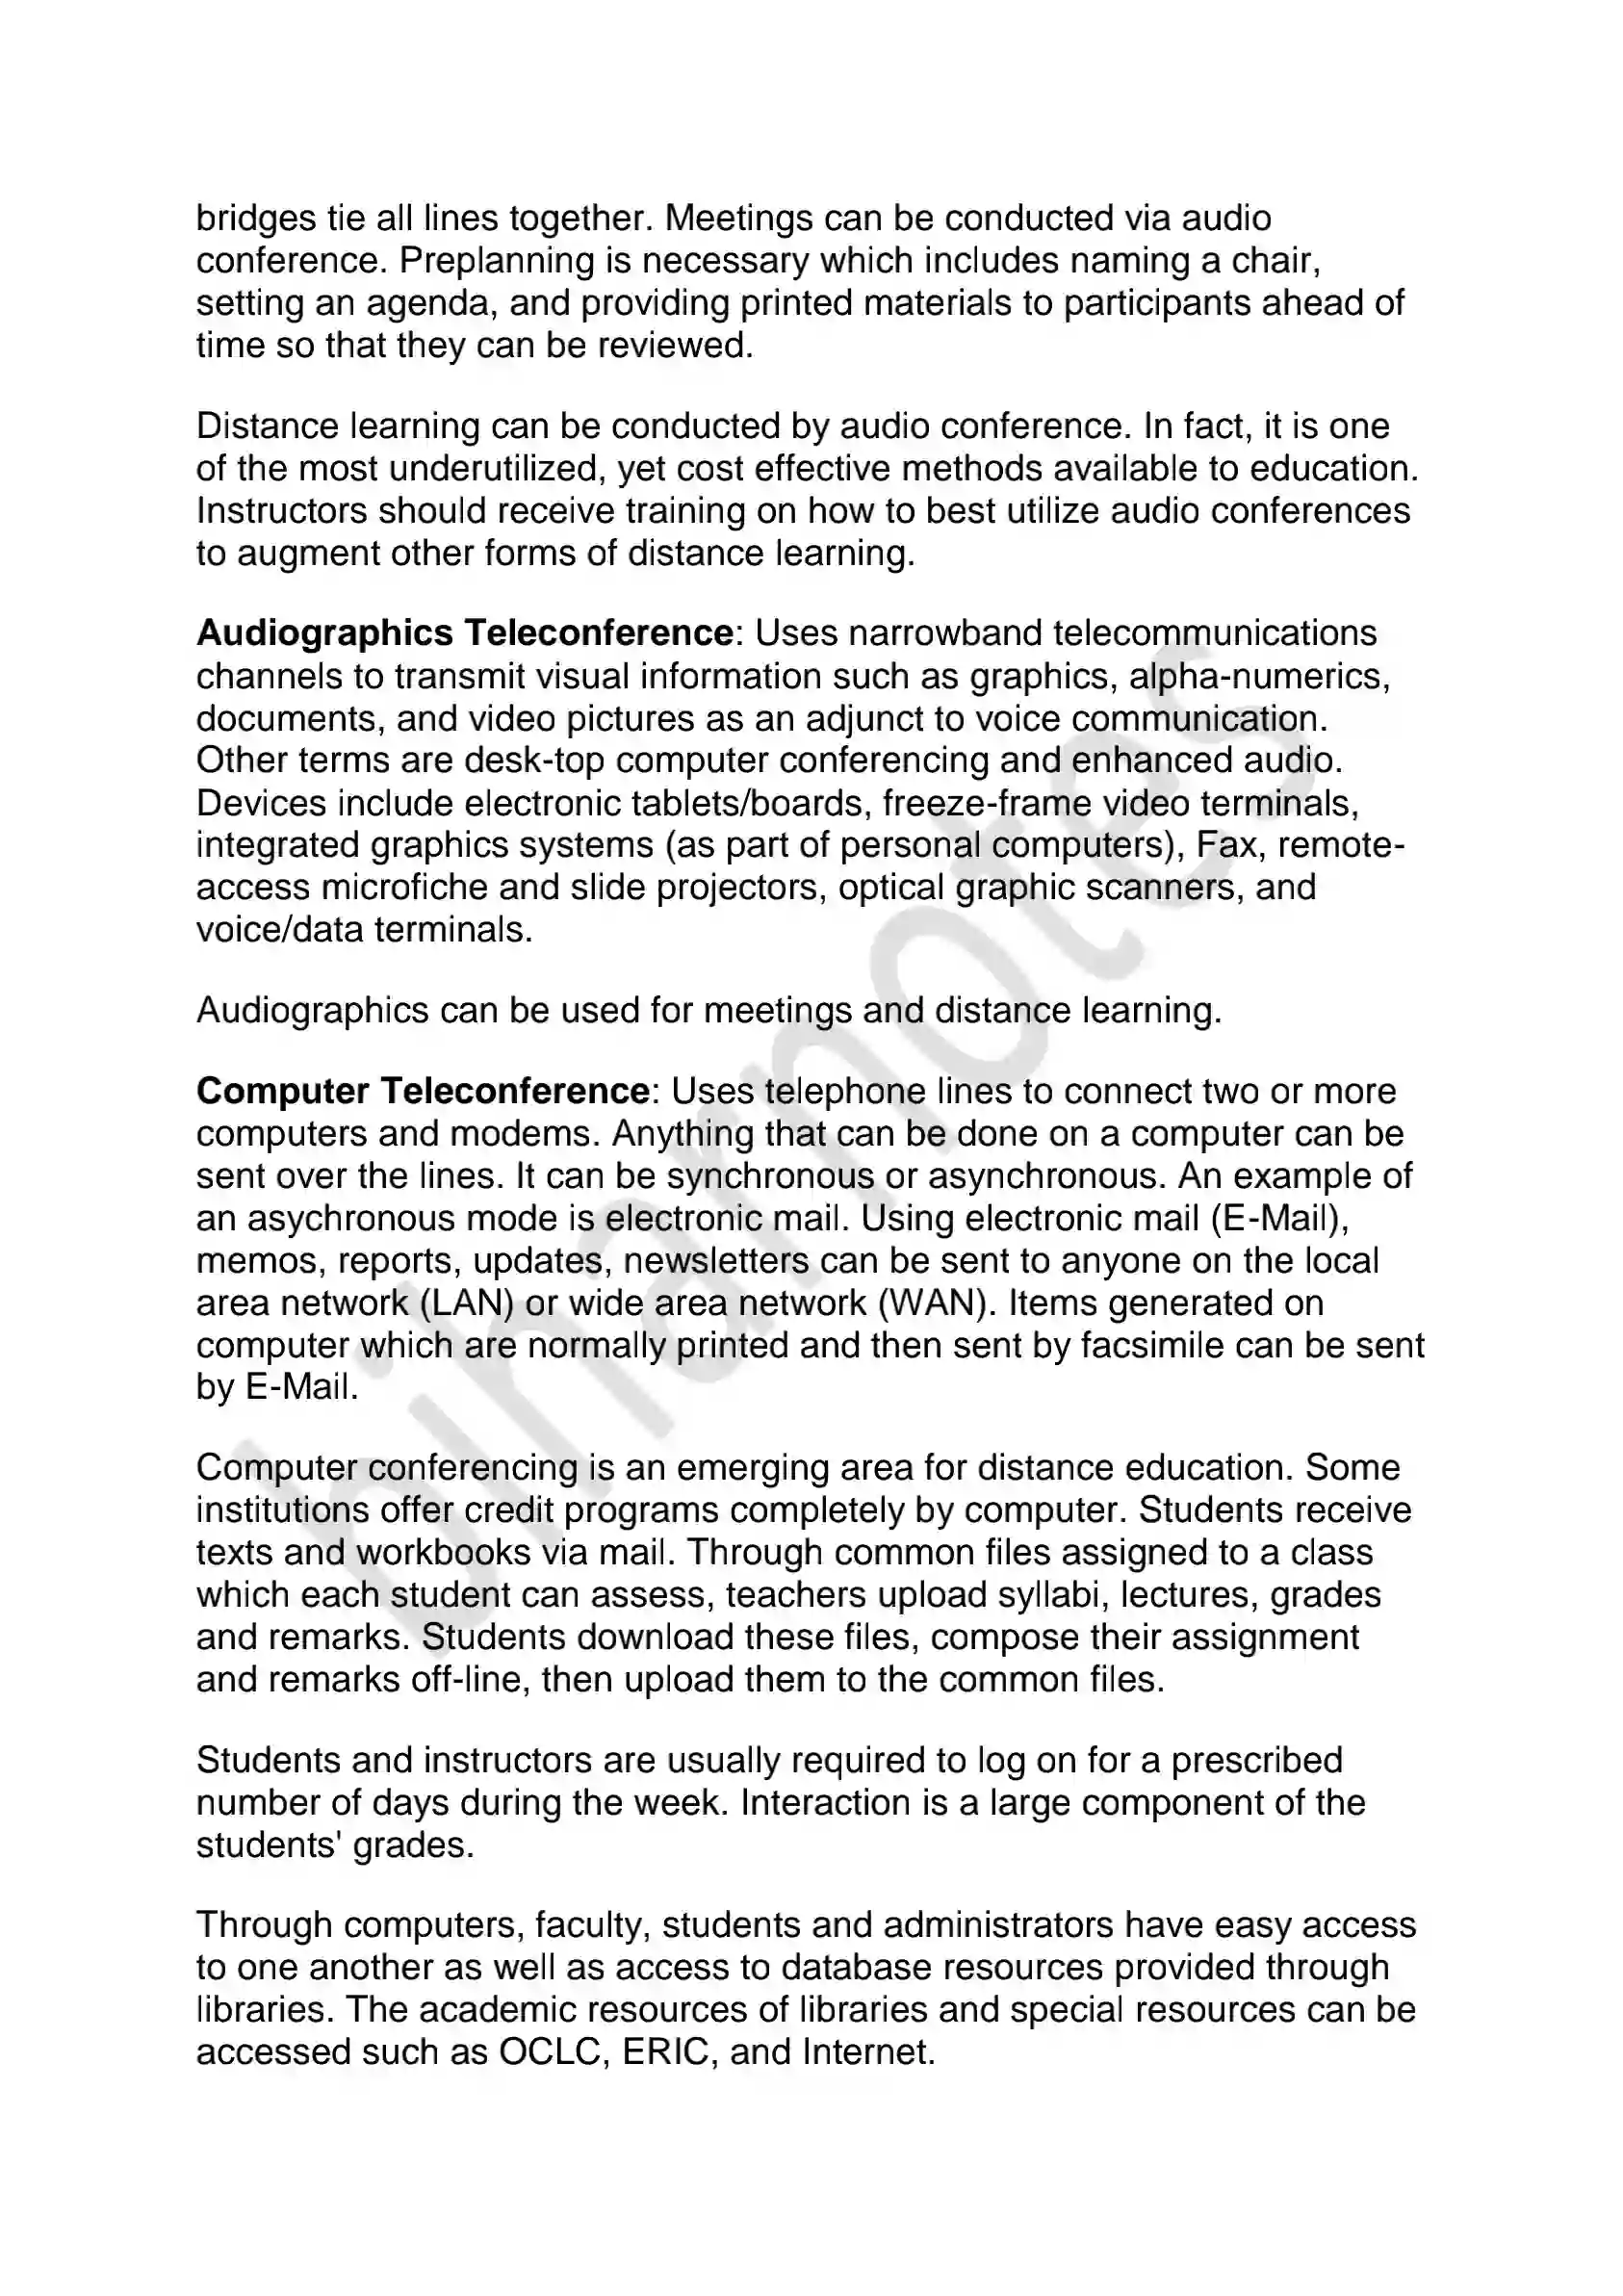 bridges tie all lines together. Meetings can be conducted via audio
conference. Preplanning is necessary which includes naming a chair,
setting an agenda, and providing printed materials to participants ahead of
time so that they can be reviewed.
Distance learning can be conducted by audio conference. In fact, it is one
of the most underutilized, yet cost effective methods available to education.
Instructors should receive training on how to best utilize audio conferences
to augment other forms of distance learning.
Audiographics Teleconference: Uses narrowband telecommunications
channels to transmit visual information such as graphics, alpha-numerics,
documents, and video pictures as an adjunct to voice communication.
Other terms are desk-top computer conferencing and enhanced audio.
Devices include electronic tablets/boards, freeze-frame video terminals,
integrated graphics systems (as part of personal computers), Fax, remote-
access microfiche and slide projectors, optical graphic scanners, and
voice/data terminals.
Audiographics can be used for meetings and distance learning.
Computer Teleconference: Uses telephone lines to connect two or more
computers and modems. Anything that can be done on a computer can be
sent over the lines. It can be synchronous or asynchronous. An example of
an asychronous mode is electronic mail. Using electronic mail (E-Mail),
memos, reports, updates, newsletters can be sent to anyone on the local
area network (LAN) or wide area network (WAN). Items generated on
computer which are normally printed and then sent by facsimile can be sent
by E-Mail.
Computer conferencing is an emerging area for distance education. Some
institutions offer credit programs completely by computer. Students receive
texts and workbooks via mail. Through common files assigned to a class
which each student can assess, teachers upload syllabi, lectures, grades
and remarks. Students download these files, compose their assignment
and remarks off-line, then upload them to the common files.
Students and instructors are usually required to log on for a prescribed
number of days during the week. Interaction is a large component of the
students' grades.
Through computers, faculty, students and administrators have easy access
to one another as well as access to database resources provided through
libraries. The academic resources of libraries and special resources can be
accessed such as OCLC, ERIC, and Internet.
biharnotes